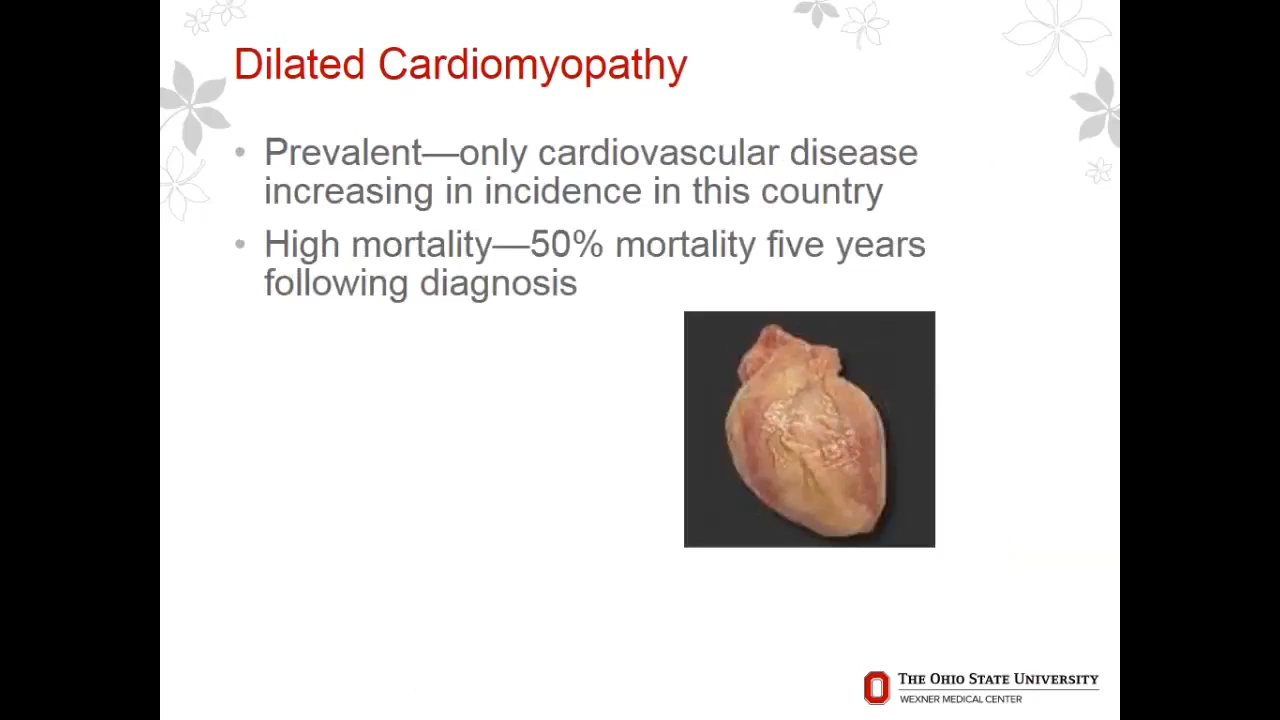 Dilated Cardiomyopathy
• Prevalent—only cardiovascular disease
increasing in incidence in this country
• High mortality—50% mortality five years
following diagnosis
THE OHIO STATE UNIVERSITY
WEXNER MEDICAL CENTER